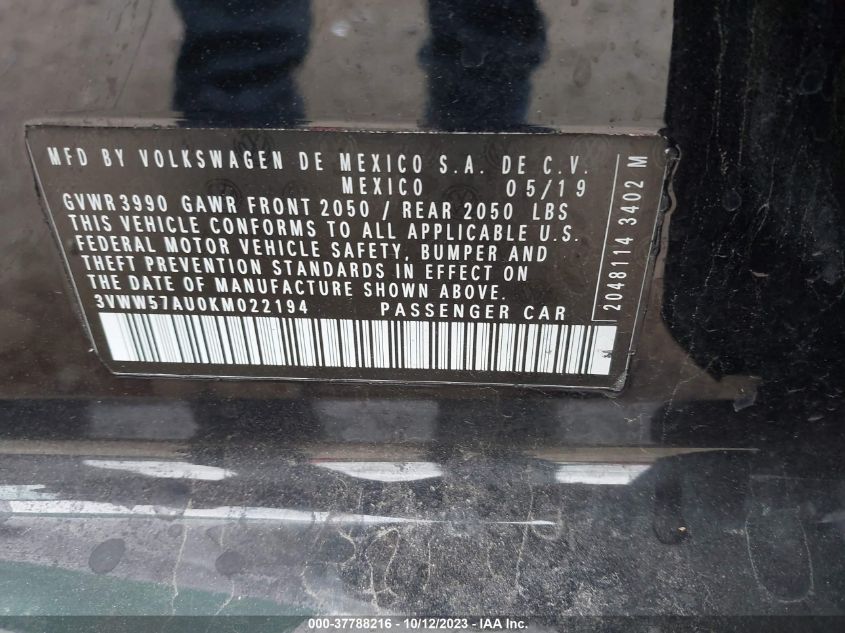 MFD BY VOLKSWAGEN DE MEXICO S.A. DE C.V.
MEXICO 05/19
GVWR3990 GAWR FRONT 2050 / REAR 2050 LBS
THIS VEHICLE CONFORMS TO ALL APPLICABLE U.S.
FEDERAL MOTOR VEHICLE SAFETY, BUMPER AND
THEFT PREVENTION STANDARDS IN EFFECT ON
THE DATE OF MANUFACTURE SHOWN ABOVE.
3VWW57AU0KM022194 PASSENGER CAR
2048114 3402 M
000-37788216 - 10/12/2023 - IAA Inc.